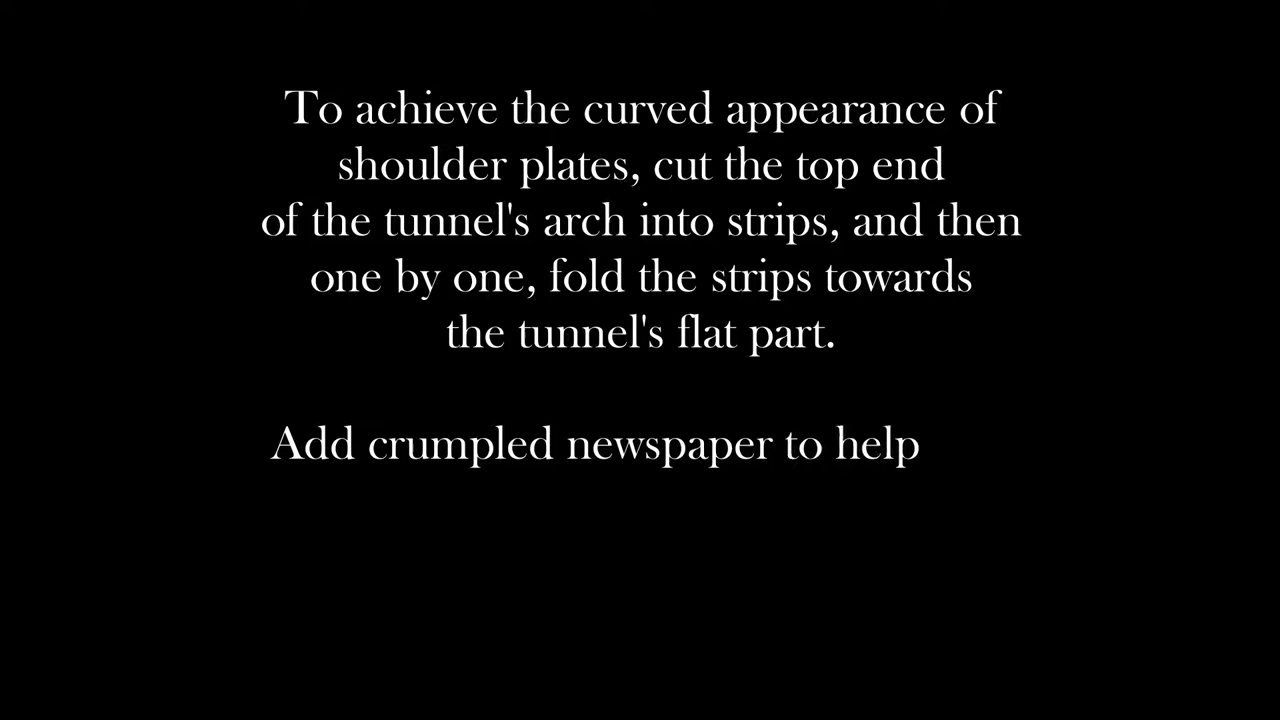 To achieve the curved appearance of
shoulder plates, cut the top end
of the tunnel's arch into strips, and then
one by one, fold the strips towards
the tunnel's flat part.
Add crumpled newspaper to help